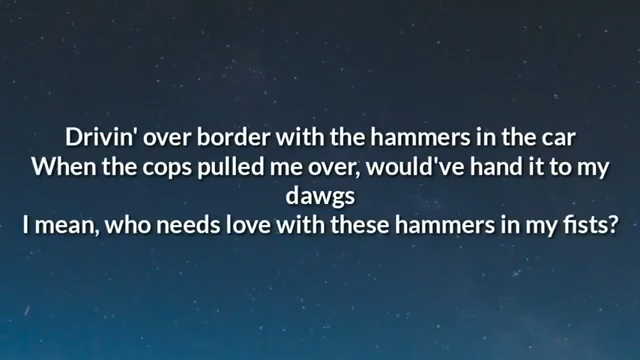 Drivin' over border with the hammers in the car
When the cops pulled me over, would've hand it to my
dawgs
I mean, who needs love with these hammers in my fists?